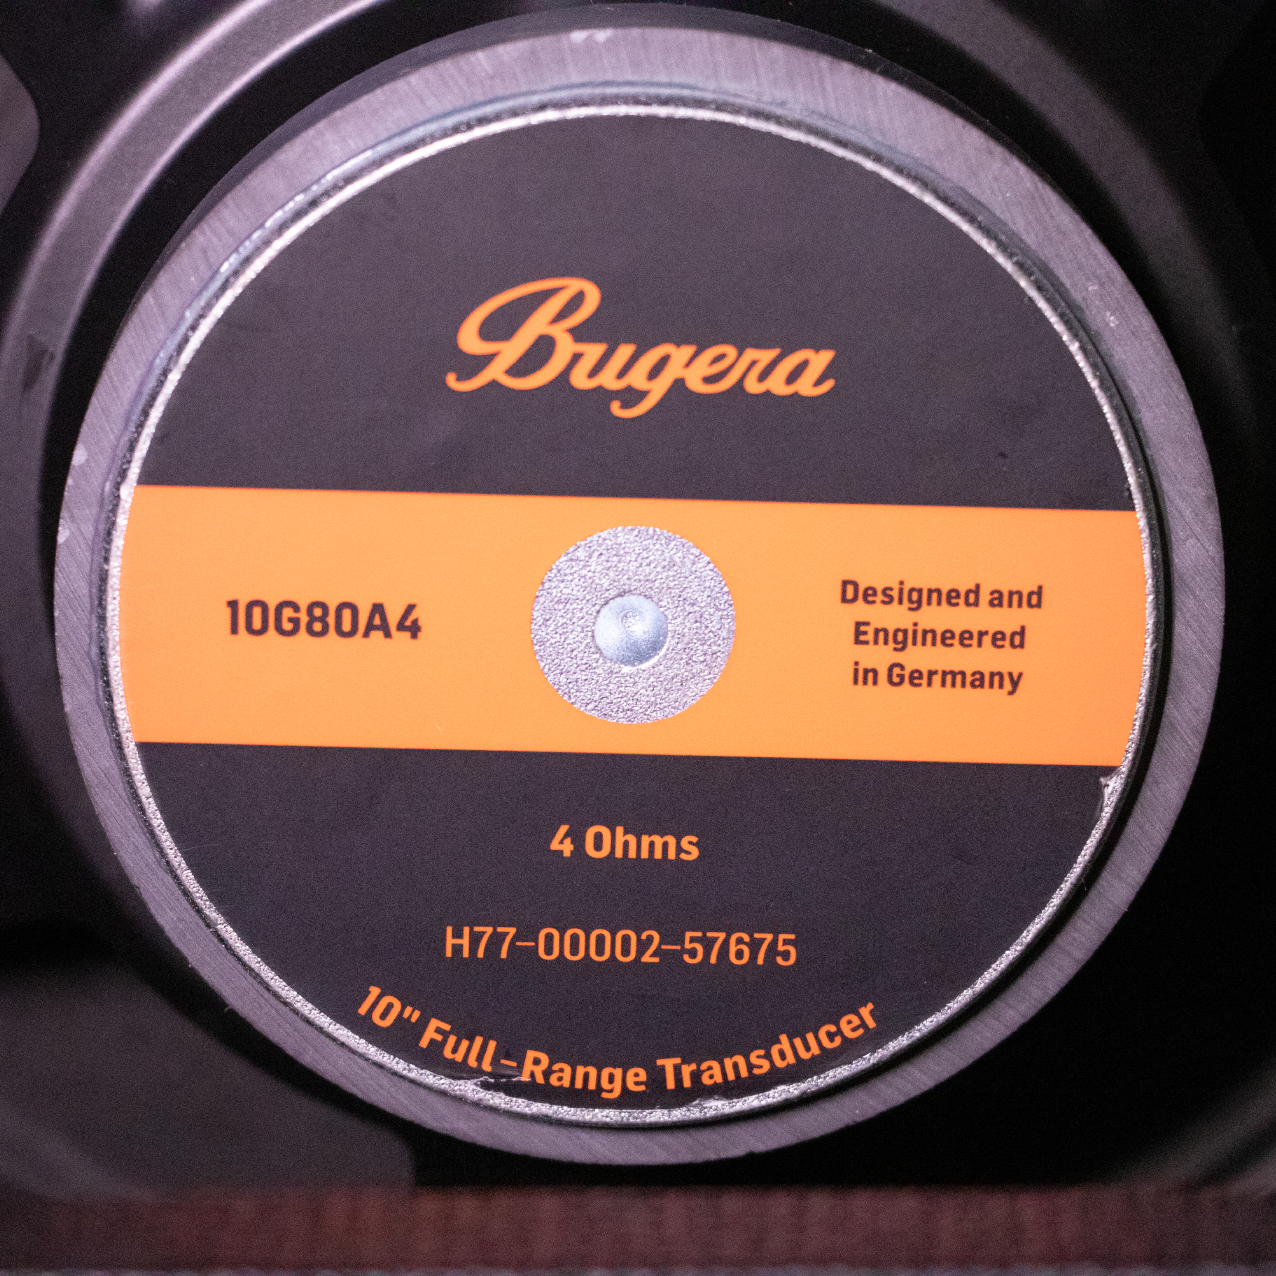 Bugera
10G80A4
Designed and
Engineered
in Germany
4 Ohms
H77-00002-57675
10" Full-Range Transducer